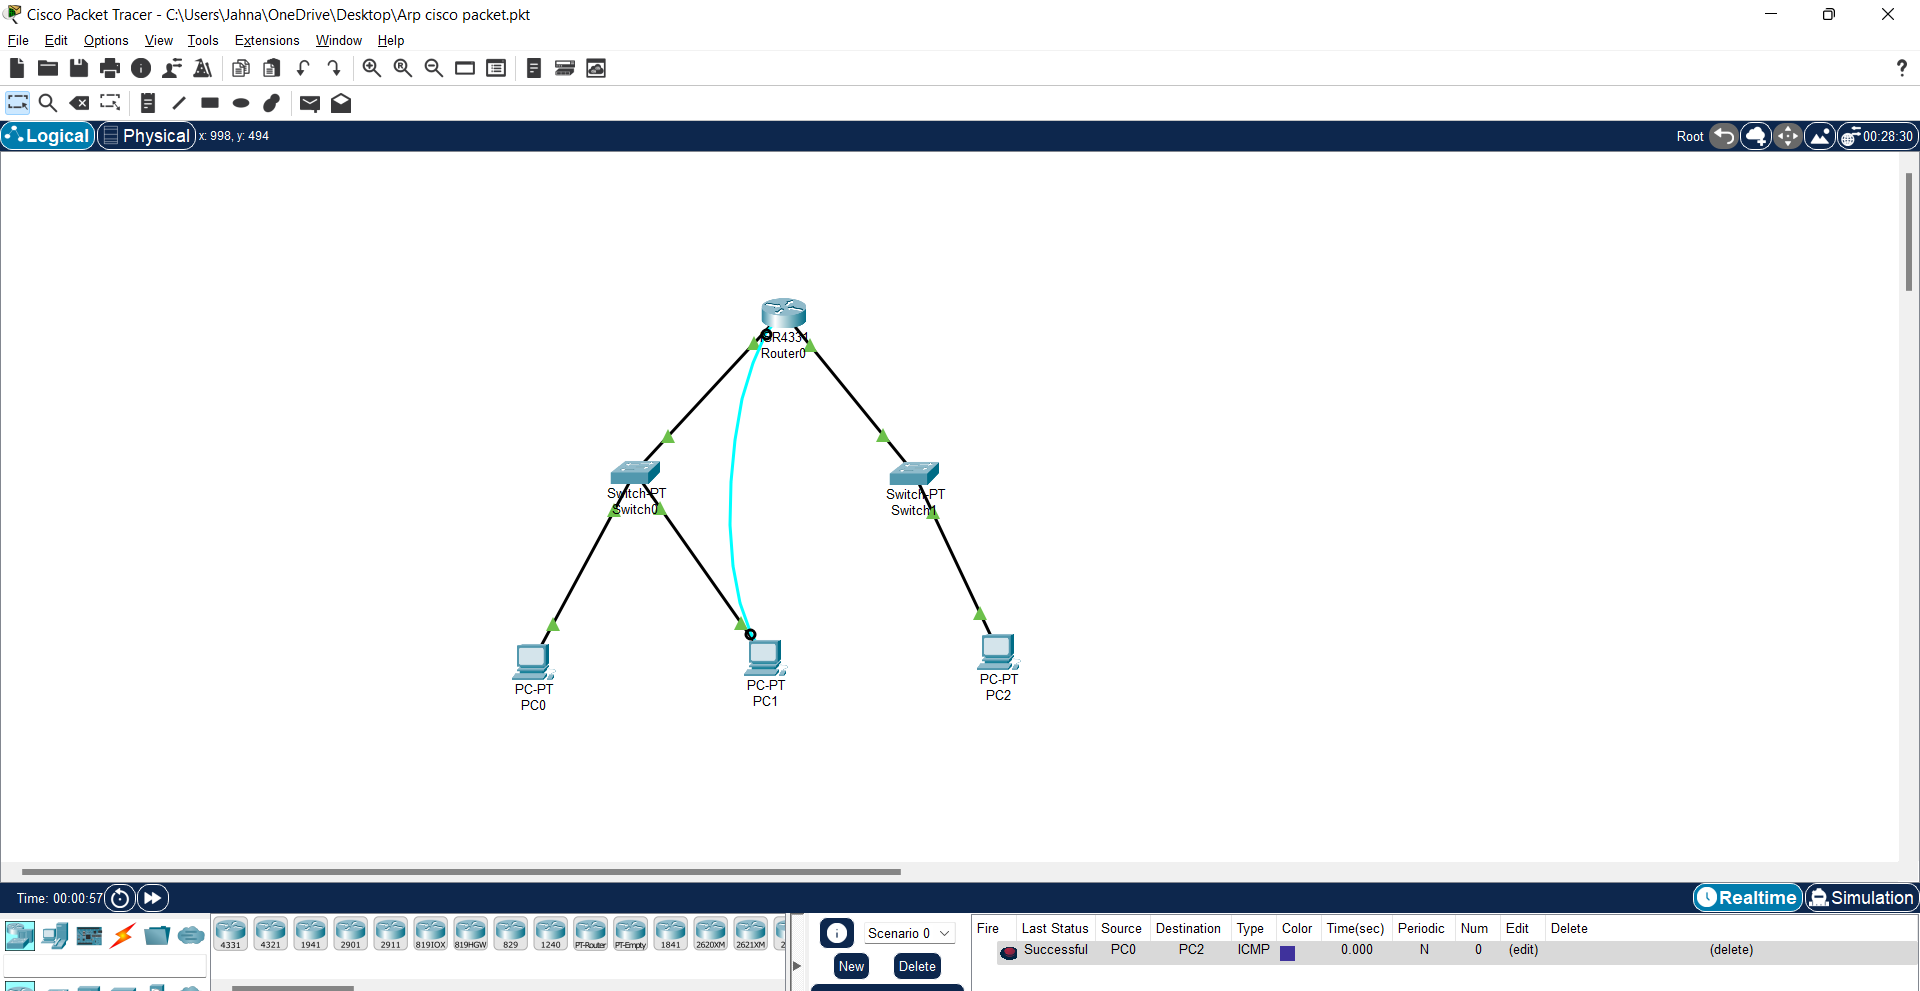 Cisco Packet Tracer - C:\Users\Jahna\OneDrive\Desktop\Arp cisco packet.pkt
File Edit Options View Tools Extensions Window Help
?
Logical Physical x: 998, y: 494 Root 00:28:30
Router0
Switch-PT
Switch0
Switch-PT
Switch1
PC-PT
PC0
PC-PT
PC1
PC-PT
PC2
Time: 00:00:57 Realtime Simulation
4331 4321 1941 2901 2911 819IOX 819HGW 829 1240 PT-Router PT-Empty 1841 2620XM 2621XM 2
Scenario 0
New Delete
Fire Last Status Source Destination Type Color Time(sec) Periodic Num Edit Delete
Successful PC0 PC2 ICMP 0.000 N 0 (edit) (delete)